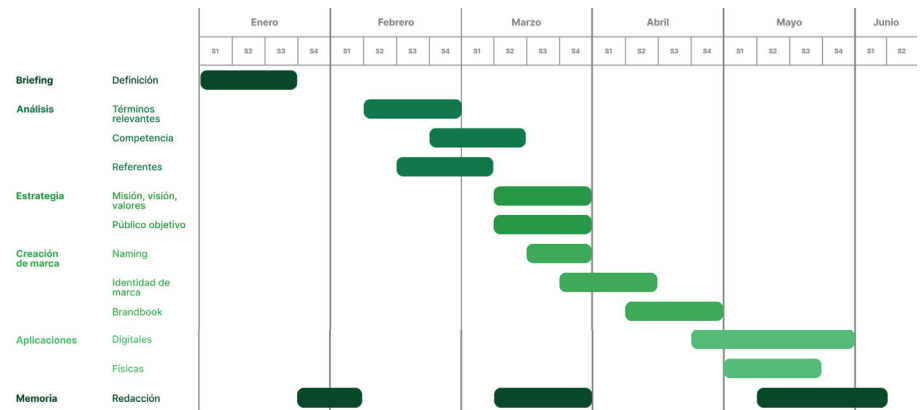 Enero Febrero Marzo Abril Mayo Junio
S1 S2 S3 S4 S1 S2 S3 S4 S1 S2 S3 S4 S1 S2 S3 S4 S1 S2 S3 S4 S1 S2
Briefing Definición
Análisis Términos
relevantes
Competencia
Referentes
Estrategia Misión, visión,
valores
Público objetivo
Creación Naming
de marca
Identidad de
marca
Brandbook
Aplicaciones Digitales
Físicas
Memoria Redacción